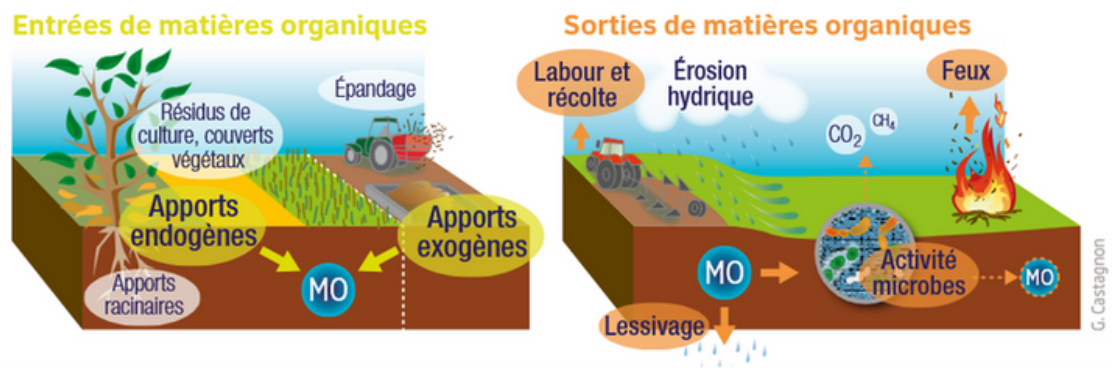 Entrées de matières organiques
Épandage
Résidus de
culture, couverts
végétaux
Apports
endogènes
Apports
exogènes
MO
Apports
racinaires
Sorties de matières organiques
Labour et
récolte
Érosion
hydrique
Feux
CO₂
CH₄
MO
Activité
microbes
MO
Lessivage
G. Castagnon